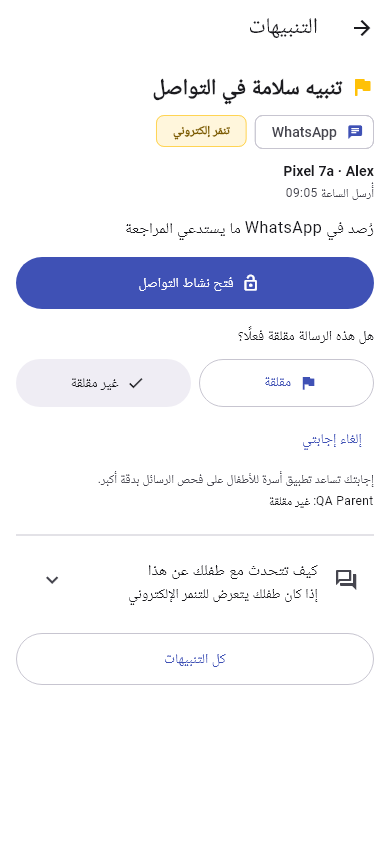 التنبيهات
تنبيه سلامة في التواصل
WhatsApp
تنمّر إلكتروني
Pixel 7a · Alex
أُرسل الساعة 09:05
رُصد في WhatsApp ما يستدعي المراجعة
فتح نشاط التواصل
هل هذه الرسالة مقلقة فعلًا؟
مقلقة
غير مقلقة
إلغاء إجابتي
إجابتك تساعد تطبيق أسرة للأطفال على فحص الرسائل بدقة أكبر.
QA Parent: غير مقلقة
كيف تتحدث مع طفلك عن هذا
إذا كان طفلك يتعرض للتنمر الإلكتروني
كل التنبيهات